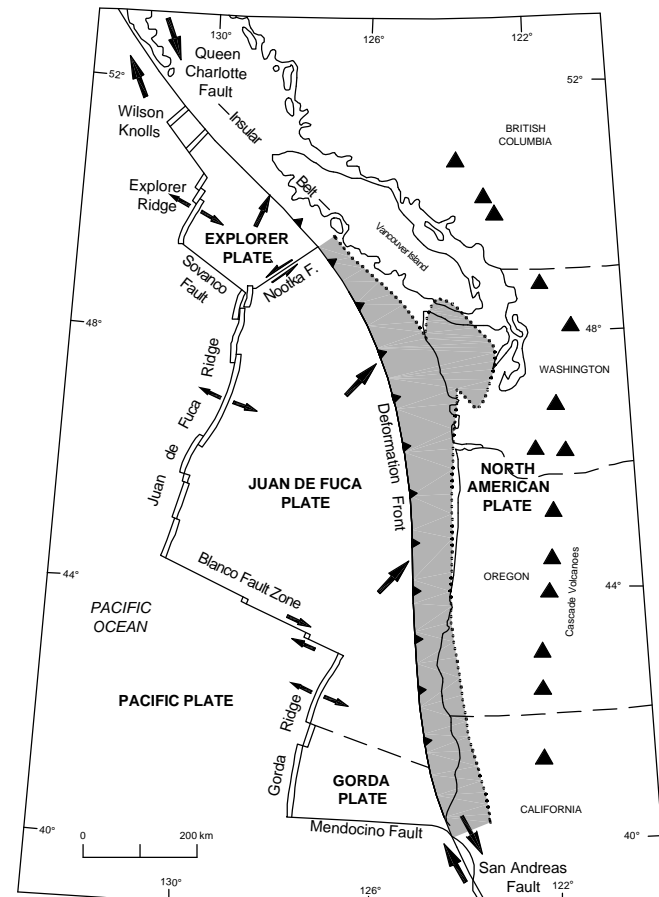 130°
126°
122°
Queen
Charlotte
Fault
52°
52°
Wilson
Knolls
Insular
BRITISH
COLUMBIA
Explorer
Ridge
Belt
Vancouver Island
EXPLORER
PLATE
Sovanco
Fault
Nootka F.
48°
48°
Juan de Fuca Ridge
WASHINGTON
Deformation Front
JUAN DE FUCA
PLATE
NORTH
AMERICAN
PLATE
Blanco Fault Zone
44°
44°
OREGON
Cascade Volcanoes
PACIFIC
OCEAN
PACIFIC PLATE
Gorda Ridge
GORDA
PLATE
CALIFORNIA
40°
40°
0 200 km
Mendocino Fault
San Andreas
Fault
130°
126°
122°